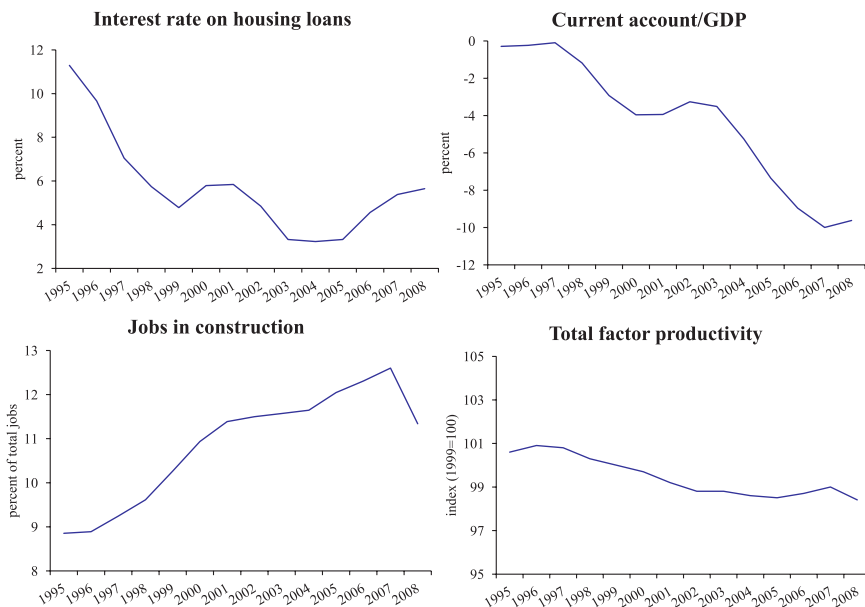 Interest rate on housing loans
percent
12
10
8
6
4
2
1995 1996 1997 1998 1999 2000 2001 2002 2003 2004 2005 2006 2007 2008
Current account/GDP
percent
0
-2
-4
-6
-8
-10
-12
1995 1996 1997 1998 1999 2000 2001 2002 2003 2004 2005 2006 2007 2008
Jobs in construction
percent of total jobs
13
12
11
10
9
8
1995 1996 1997 1998 1999 2000 2001 2002 2003 2004 2005 2006 2007 2008
Total factor productivity
index (1999=100)
105
103
101
99
97
95
1995 1996 1997 1998 1999 2000 2001 2002 2003 2004 2005 2006 2007 2008